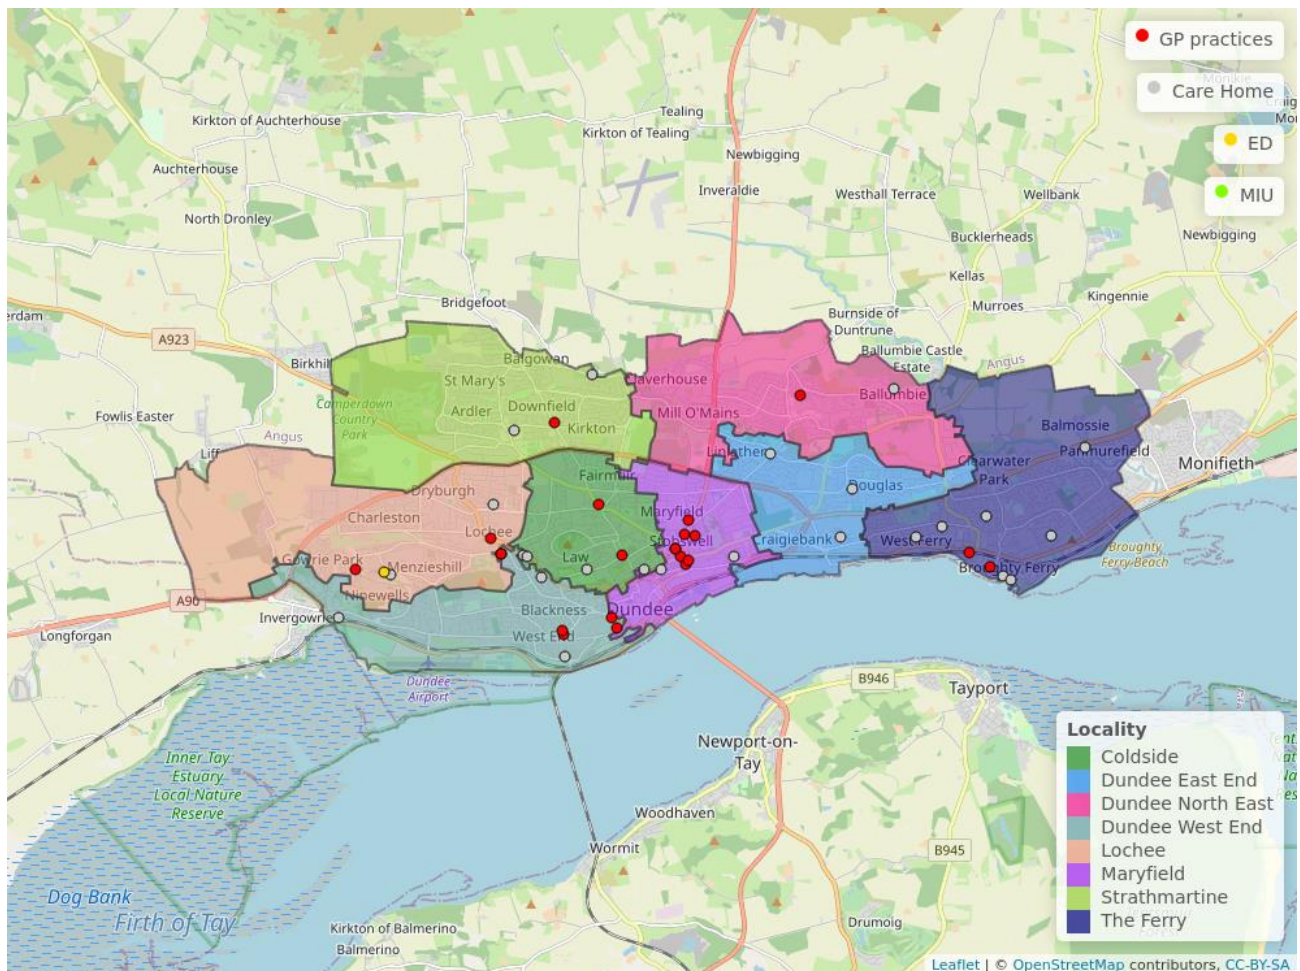 GP practices
Care Home
ED
MIU
Tealing
Kirkton of Auchterhouse
Kirkton of Tealing
Newbigging
Auchterhouse
Inveraldie
Westhall Terrace
Wellbank
North Dronley
Newbigging
Bucklerheads
Kellas
Murroes
Kingennie
Bridgefoot
Burnside of
Duntrune
A923
Birkhill
Balgowan
Ballumbie Castle
Estate
Angus
St Mary's
Claverhouse
Ballumbie
Camperdown
Country
Park
Ardler
Downfield
Mill O'Mains
Fowlis Easter
Kirkton
Balmossie
Angus
Liff
Linlathen
Panmurefield
Clearwater
Park
Monifieth
Fairmuir
Dryburgh
Douglas
Charleston
Maryfield
Lochee
Stobswell
Craigiebank
West Ferry
Gowrie Park
Menzieshill
Law
Broughty Ferry
Broughty
Ferry Beach
A90
Ninewells
Invergowrie
Blackness
Dundee
Longforgan
West End
Dundee
Airport
B946
Tayport
Newport-on-
Tay
Inner Tay
Estuary
Local Nature
Reserve
Woodhaven
Wormit
B945
Dog Bank
Firth of Tay
Kirkton of Balmerino
Balmerino
Drumoig
Locality
Coldside
Dundee East End
Dundee North East
Dundee West End
Lochee
Maryfield
Strathmartine
The Ferry
Leaflet | © OpenStreetMap contributors, CC-BY-SA